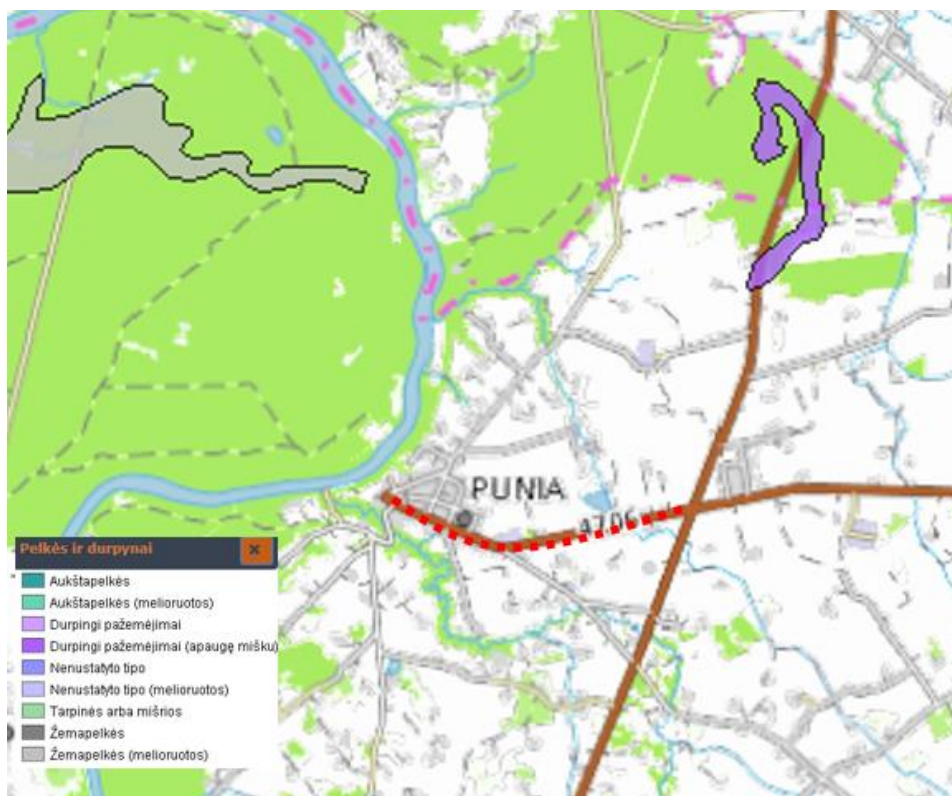 PUNIA
4706
Pelkės ir durpynai
Aukštapelkės
Aukštapelkės (melioruotos)
Durpingi pažemėjimai
Durpingi pažemėjimai (apaugę mišku)
Nenustatyto tipo
Nenustatyto tipo (melioruotos)
Tarpinės arba mišrios
Žemapelkės
Žemapelkės (melioruotos)